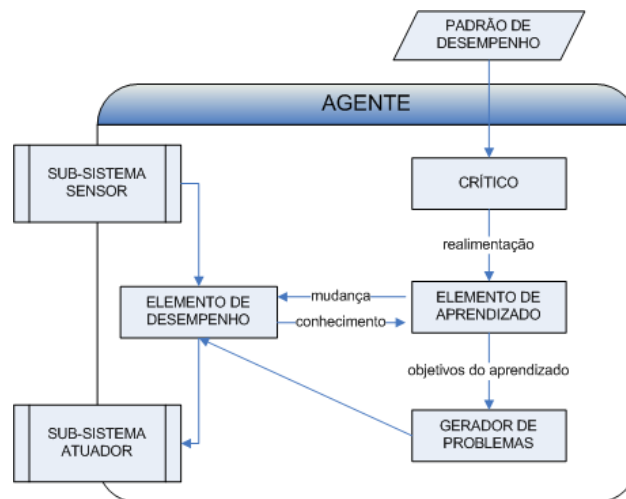 PADRÃO DE
DESEMPENHO
AGENTE
SUB-SISTEMA
SENSOR
CRÍTICO
realimentação
ELEMENTO DE
DESEMPENHO
mudança
conhecimento
ELEMENTO DE
APRENDIZADO
objetivos do aprendizado
SUB-SISTEMA
ATUADOR
GERADOR DE
PROBLEMAS